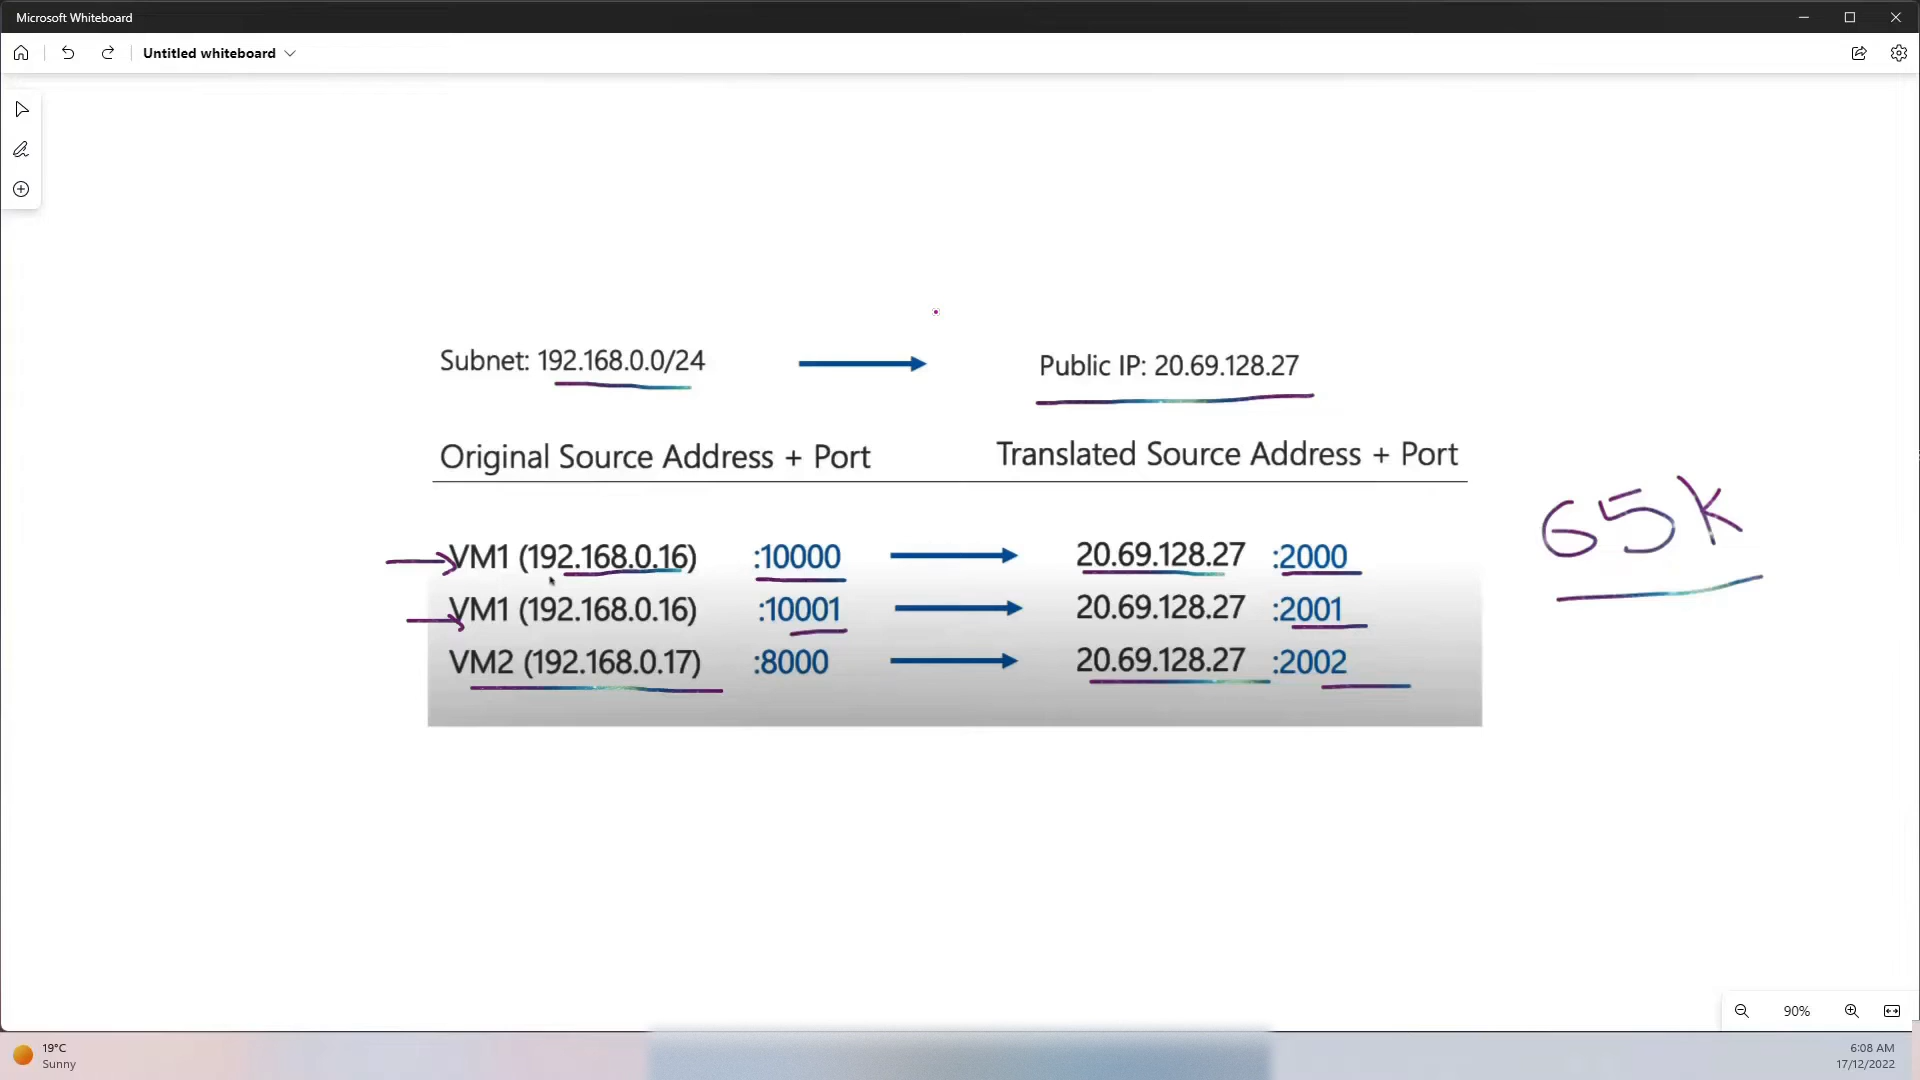 Microsoft Whiteboard
Untitled whiteboard
Subnet: 192.168.0.0/24 Public IP: 20.69.128.27
Original Source Address + Port Translated Source Address + Port
VM1 (192.168.0.16) :10000 20.69.128.27 :2000
VM1 (192.168.0.16) :10001 20.69.128.27 :2001
VM2 (192.168.0.17) :8000 20.69.128.27 :2002
65K
90%
19°C
Sunny
6:08 AM
17/12/2022